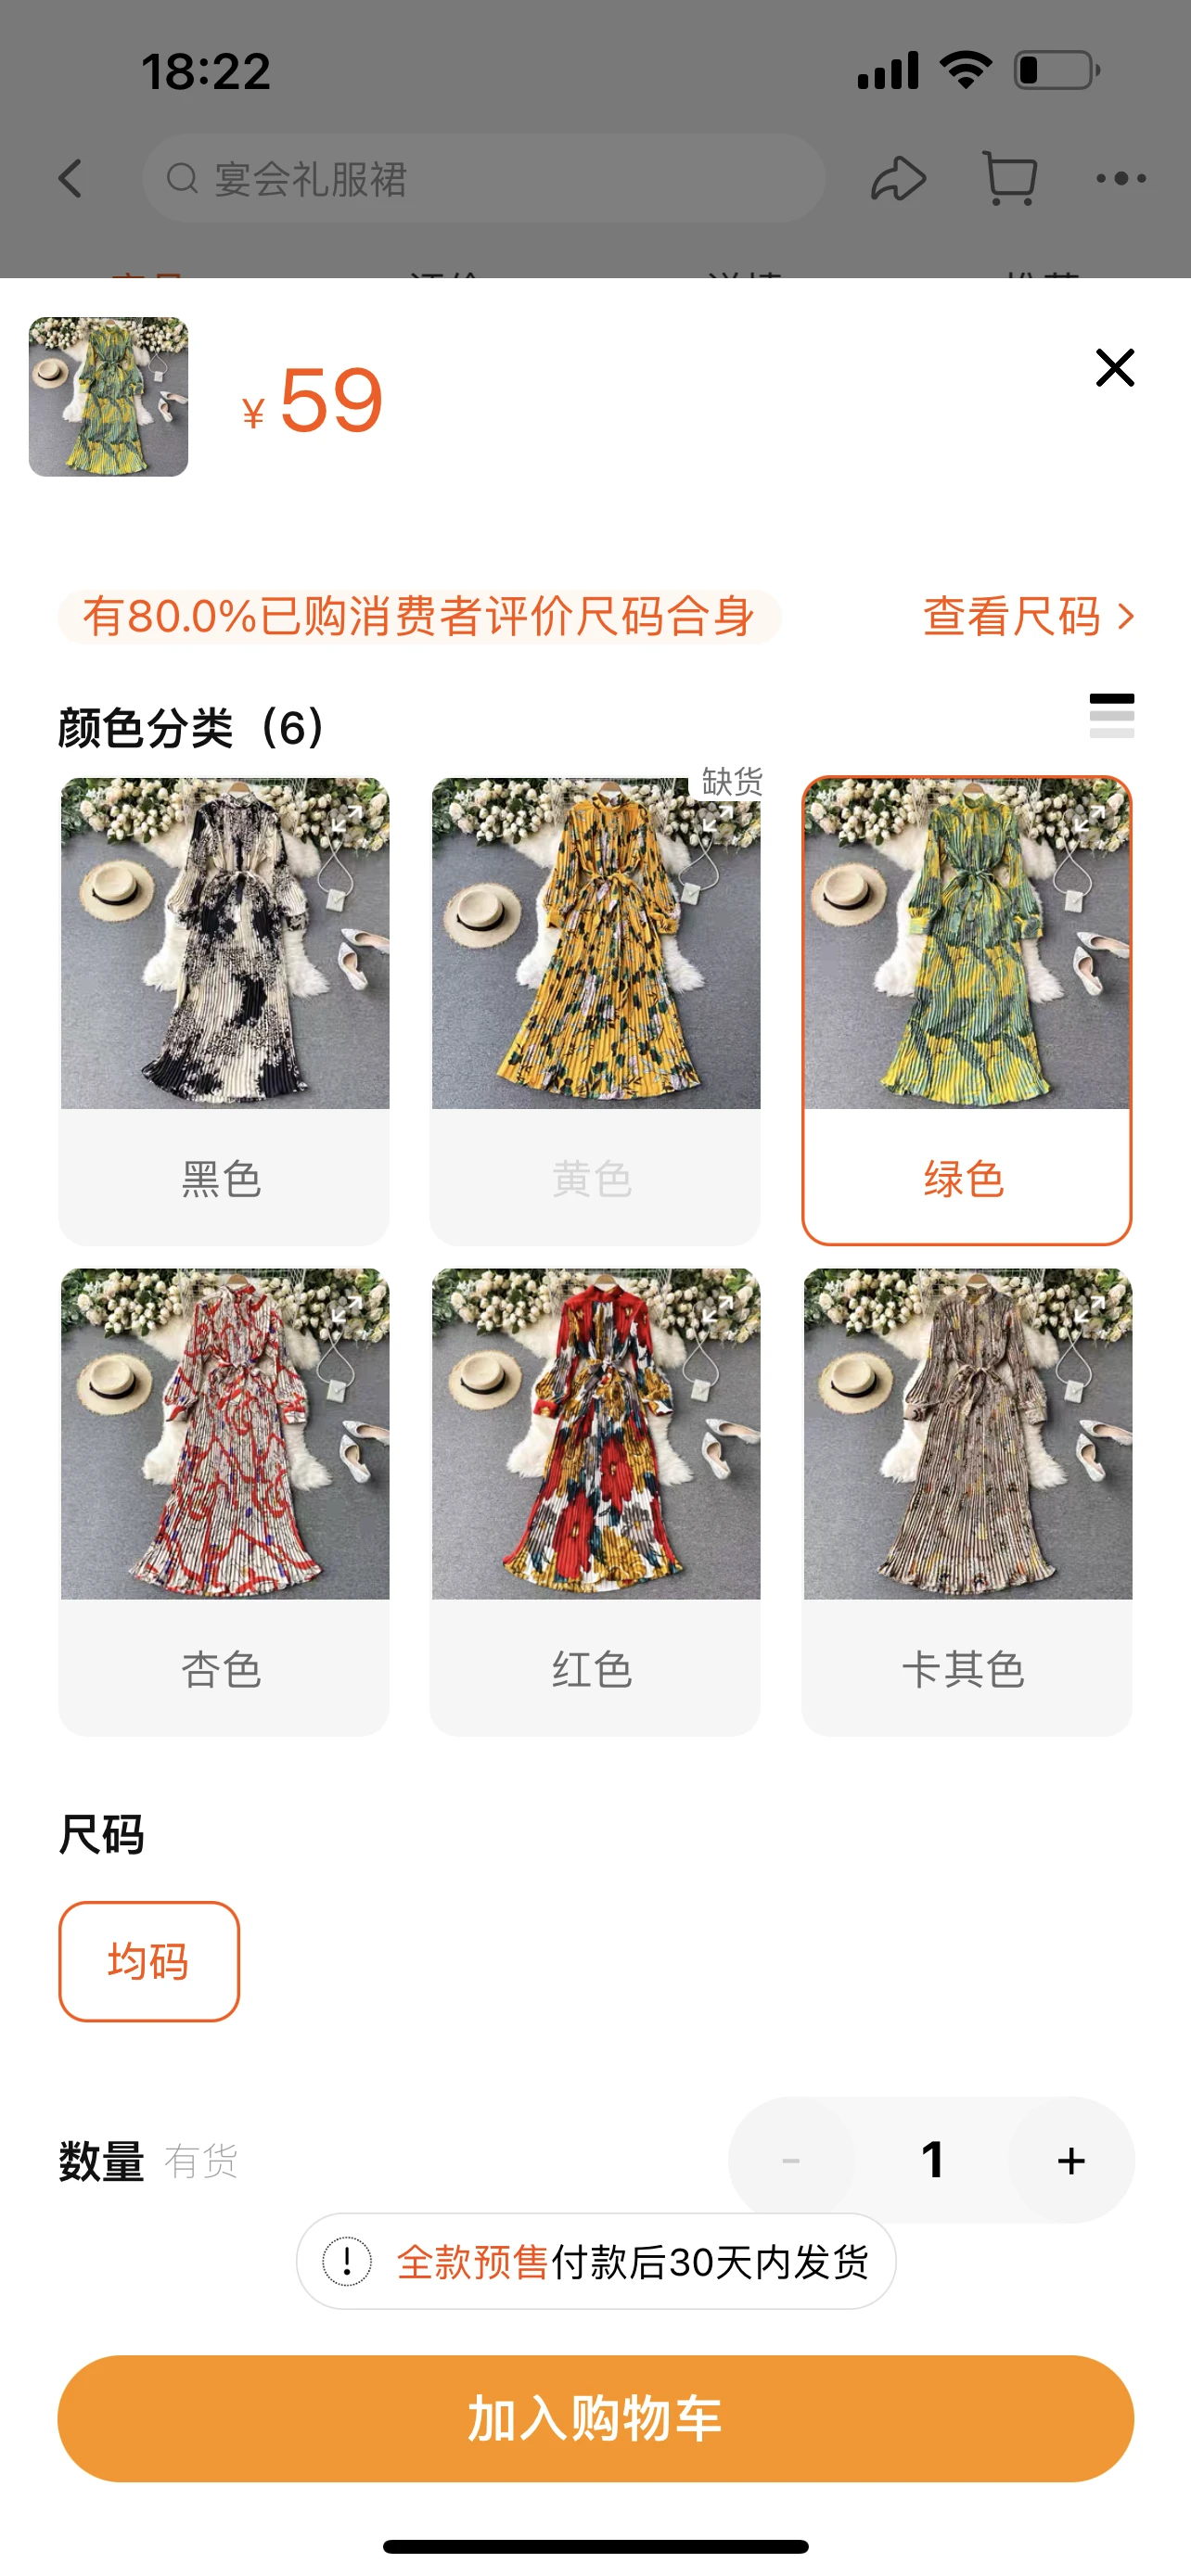 18:22
宴会礼服裙
¥ 59
有80.0%已购消费者评价尺码合身
查看尺码
颜色分类（6）
缺货
黑色
黄色
绿色
杏色
红色
卡其色
尺码
均码
数量 有货
- 1 +
全款预售付款后30天内发货
加入购物车